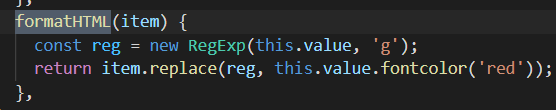 formatHTML(item) {
const reg = new RegExp(this.value, 'g');
return item.replace(reg, this.value.fontcolor('red'));
},